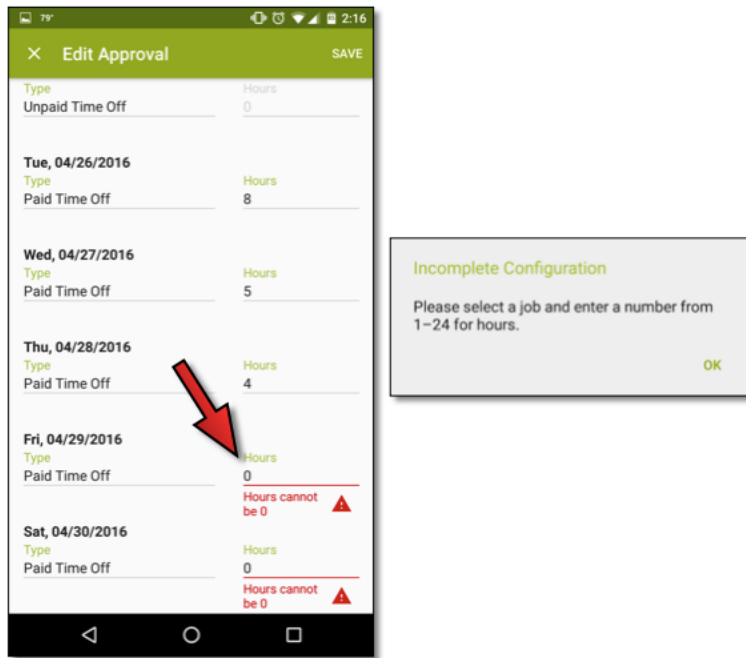 79° 2:16
Edit Approval SAVE
Type Hours
Unpaid Time Off 0
Tue, 04/26/2016
Type Hours
Paid Time Off 8
Wed, 04/27/2016
Type Hours
Paid Time Off 5
Thu, 04/28/2016
Type Hours
Paid Time Off 4
Fri, 04/29/2016
Type Hours
Paid Time Off 0
Hours cannot
be 0
Sat, 04/30/2016
Type Hours
Paid Time Off 0
Hours cannot
be 0
Incomplete Configuration
Please select a job and enter a number from
1–24 for hours.
OK